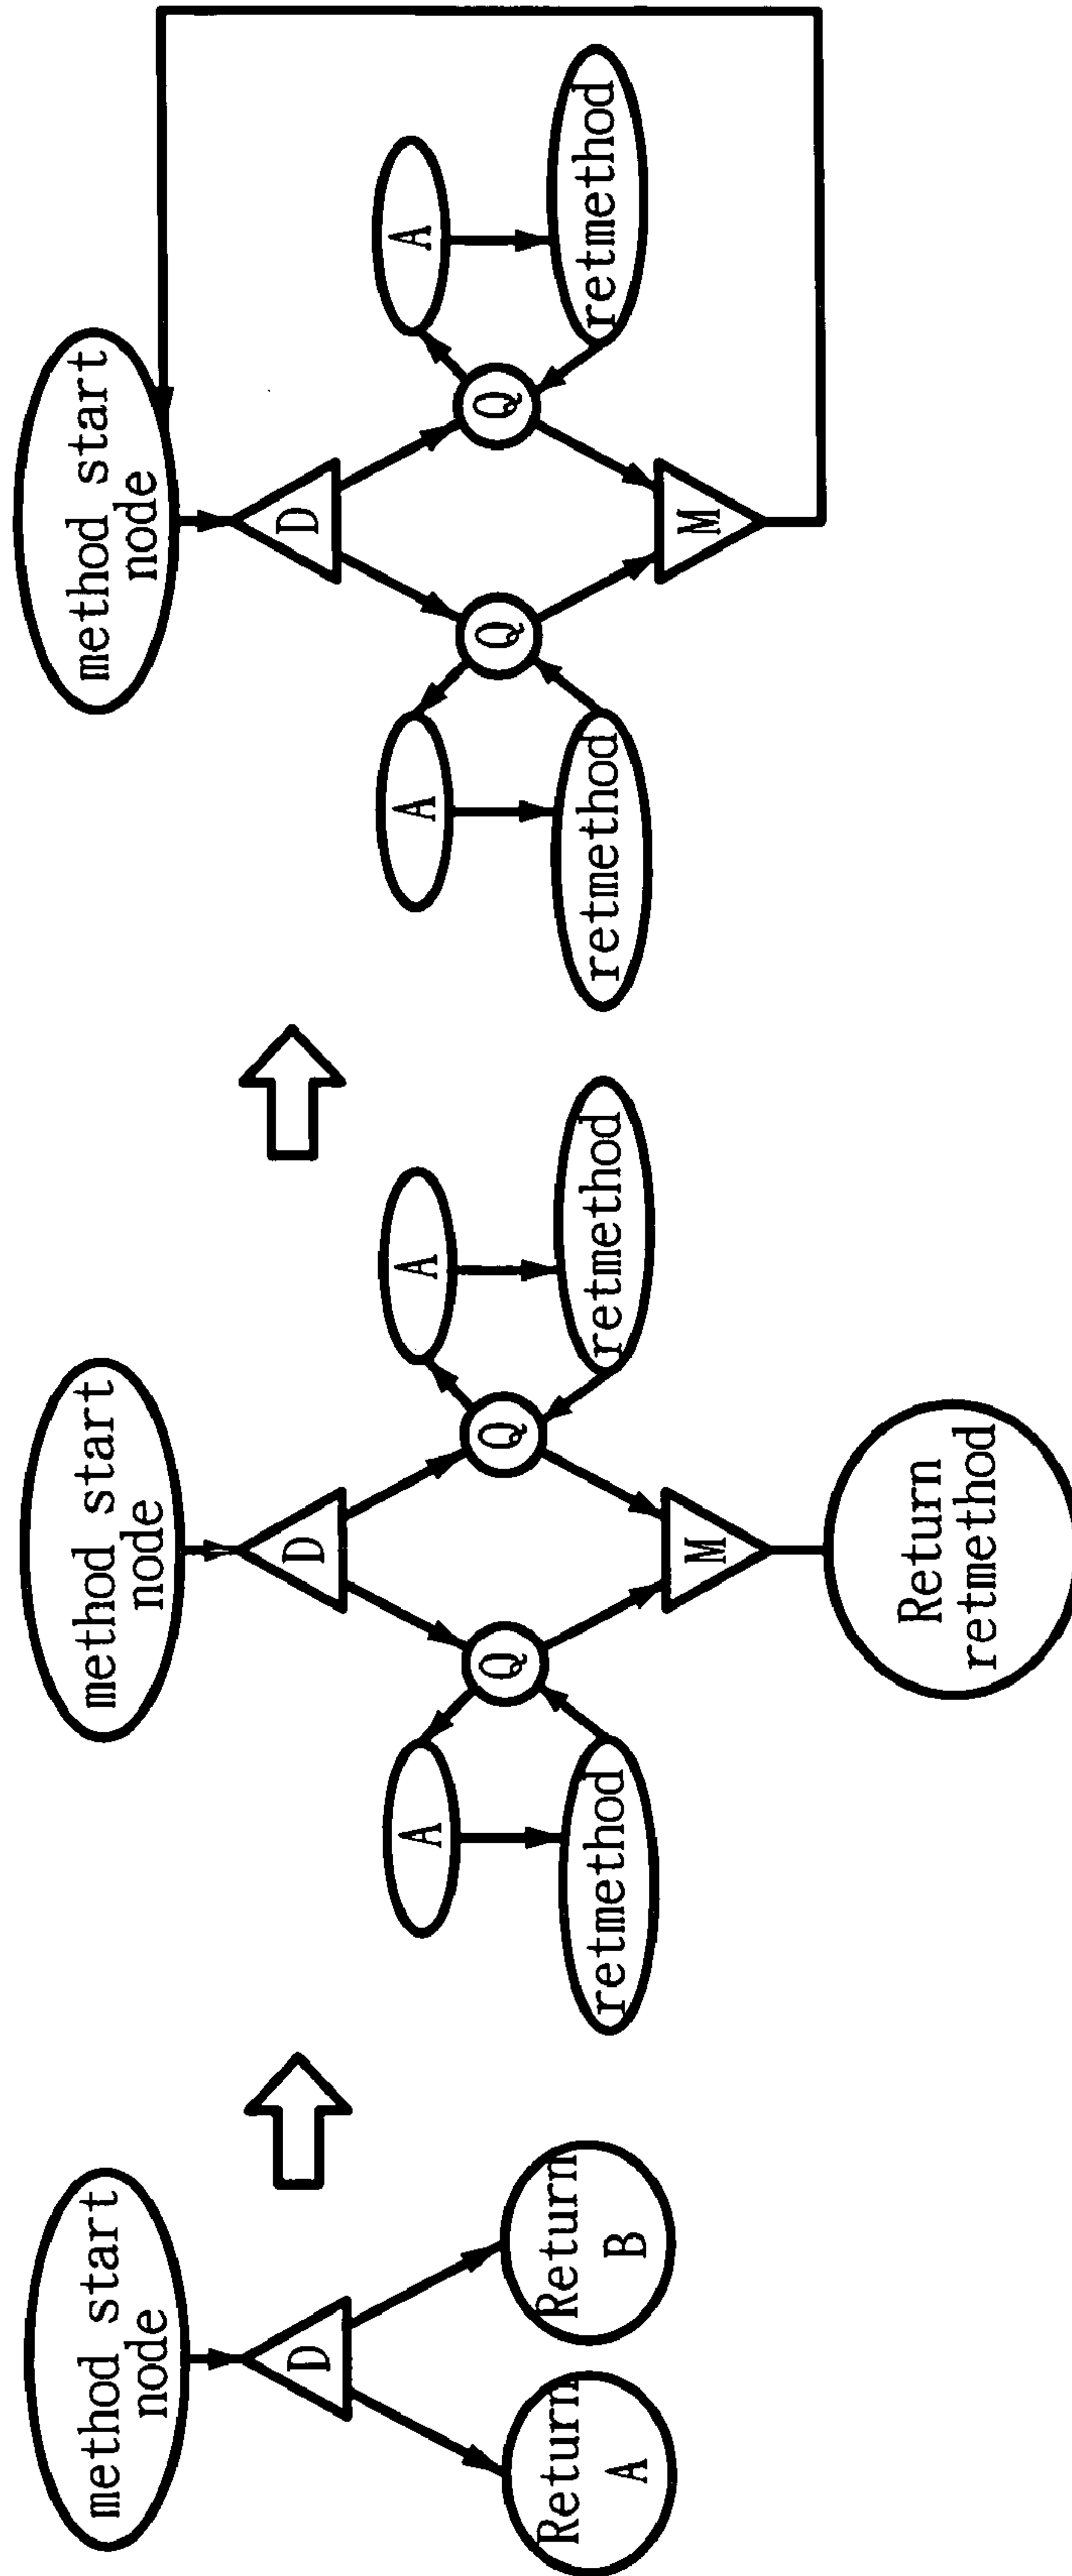 method start
node
D
Return
A
Return
B
method start
node
D
A
Q
Q
A
retmethod
retmethod
M
Return
retmethod
method start
node
D
A
Q
Q
A
retmethod
retmethod
M